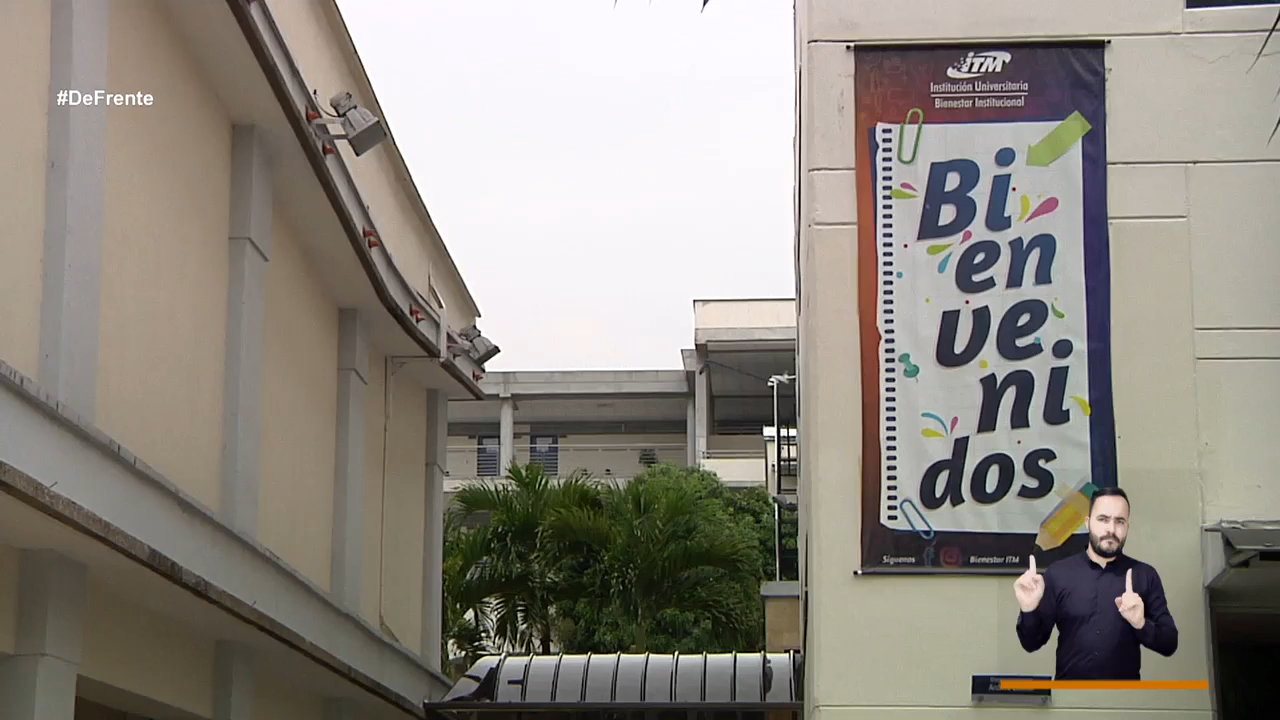 #DeFrente
iTM
Institución Universitaria
Bienestar Institucional
Bi
en
ve
ni
dos
Síguenos
Bienestar ITM